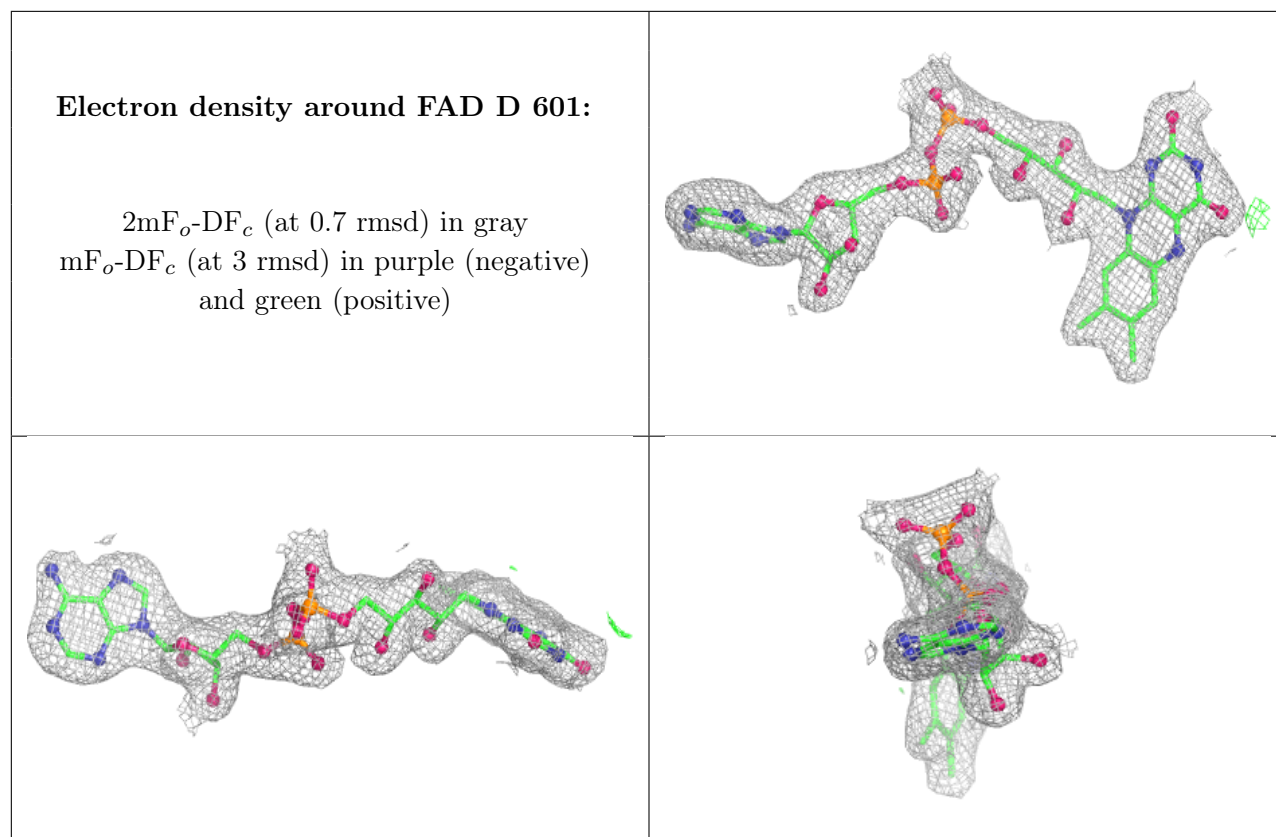 Electron density around FAD D 601:
2mFₒ-DF𝑐 (at 0.7 rmsd) in gray
mFₒ-DF𝑐 (at 3 rmsd) in purple (negative)
and green (positive)